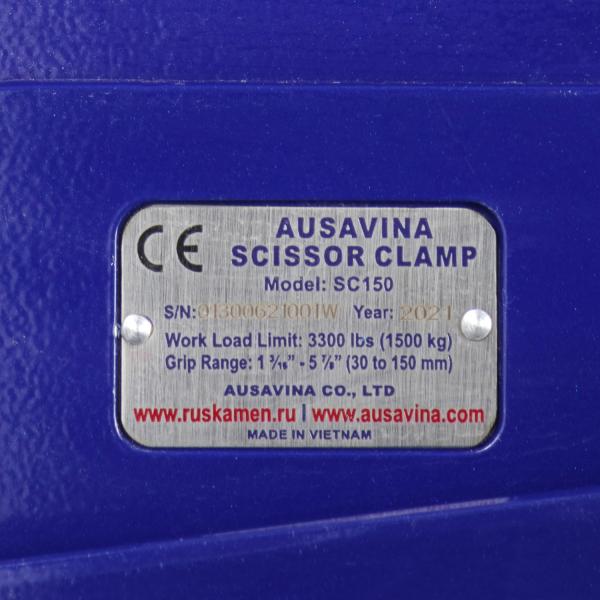 CE
AUSAVINA
SCISSOR CLAMP
Model: SC150
S/N: 01300621001W Year: 2021
Work Load Limit: 3300 lbs (1500 kg)
Grip Range: 1 3/16" - 5 7/8" (30 to 150 mm)
AUSAVINA CO., LTD
www.ruskamen.ru | www.ausavina.com
MADE IN VIETNAM